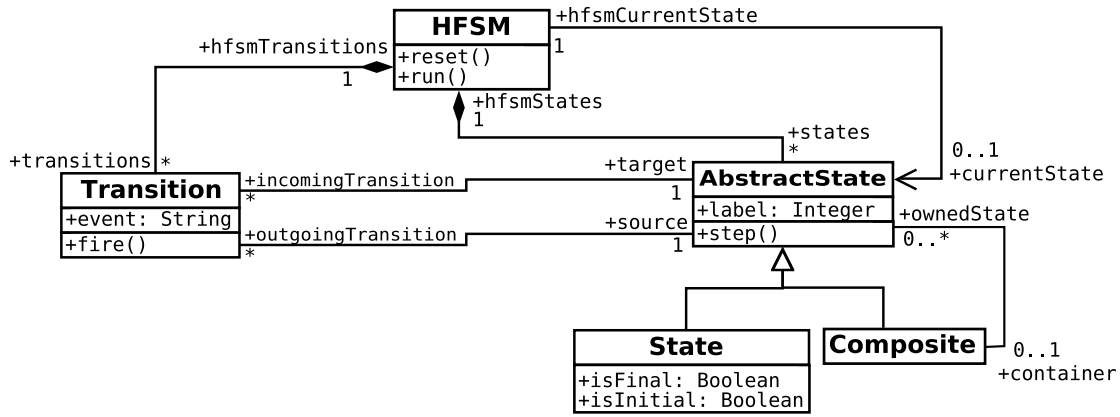 HFSM
+reset()
+run()
+hfsmCurrentState
1
+hfsmTransitions
1
+hfsmStates
1
+states
*
0..1
+currentState
+transitions *
Transition
+event: String
+fire()
+incomingTransition
*
+target
1
+outgoingTransition
*
+source
1
AbstractState
+label: Integer
+step()
+ownedState
0..*
State
+isFinal: Boolean
+isInitial: Boolean
Composite
0..1
+container